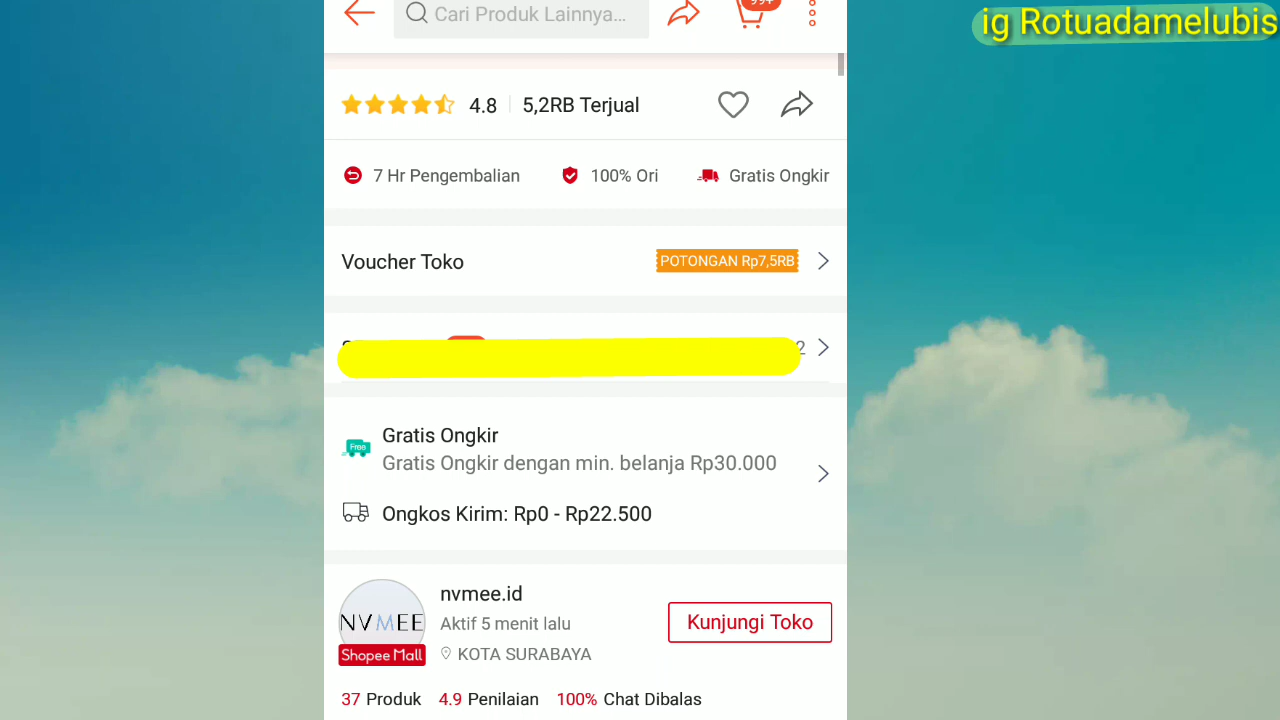 ig Rotuadamelubis
Cari Produk Lainnya...
99+
4.8 5,2RB Terjual
7 Hr Pengembalian 100% Ori Gratis Ongkir
Voucher Toko POTONGAN Rp7,5RB
2
Gratis Ongkir
Free
Gratis Ongkir dengan min. belanja Rp30.000
Ongkos Kirim: Rp0 - Rp22.500
nvmee.id
NVMEE
Aktif 5 menit lalu
Kunjungi Toko
Shopee Mall
KOTA SURABAYA
37 Produk 4.9 Penilaian 100% Chat Dibalas